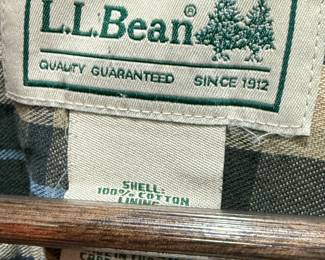 L.L.Bean®
QUALITY GUARANTEED SINCE 1912
SHELL:
100% COTTON
LINING